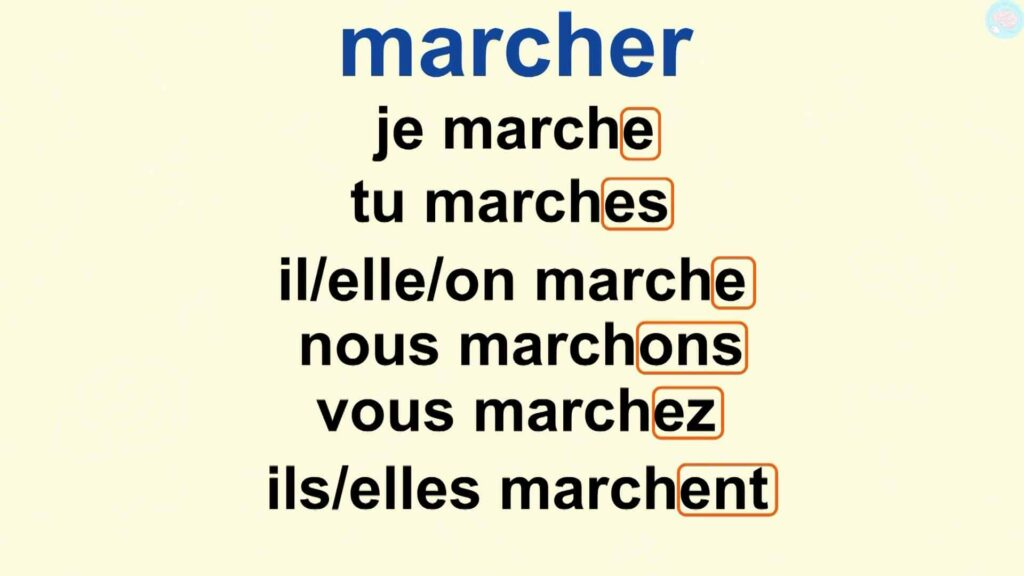 marcher
je marche
tu marches
il/elle/on marche
nous marchons
vous marchez
ils/elles marchent